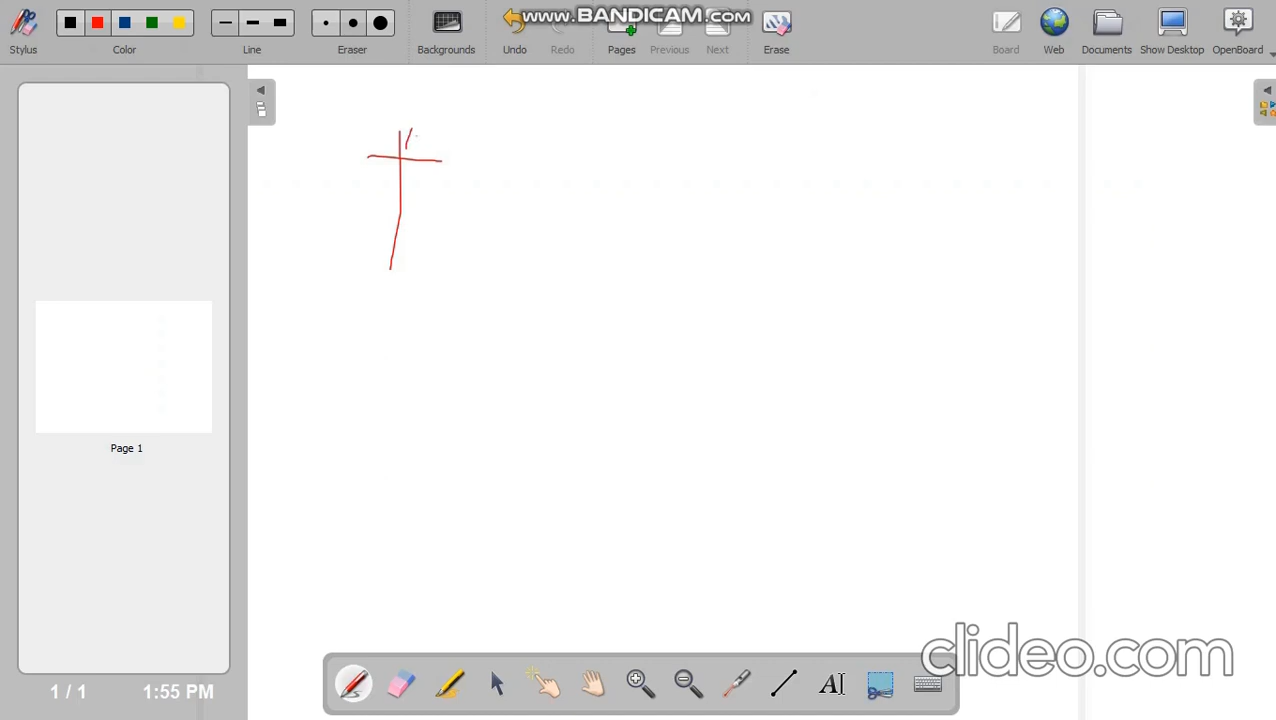 www.BANDICAM.com
Stylus
Color
Line
Eraser
Backgrounds
Undo
Redo
Pages
Previous
Next
Erase
Board
Web
Documents
Show Desktop
OpenBoard
Page 1
1 / 1
1:55 PM
AI
clideo.com